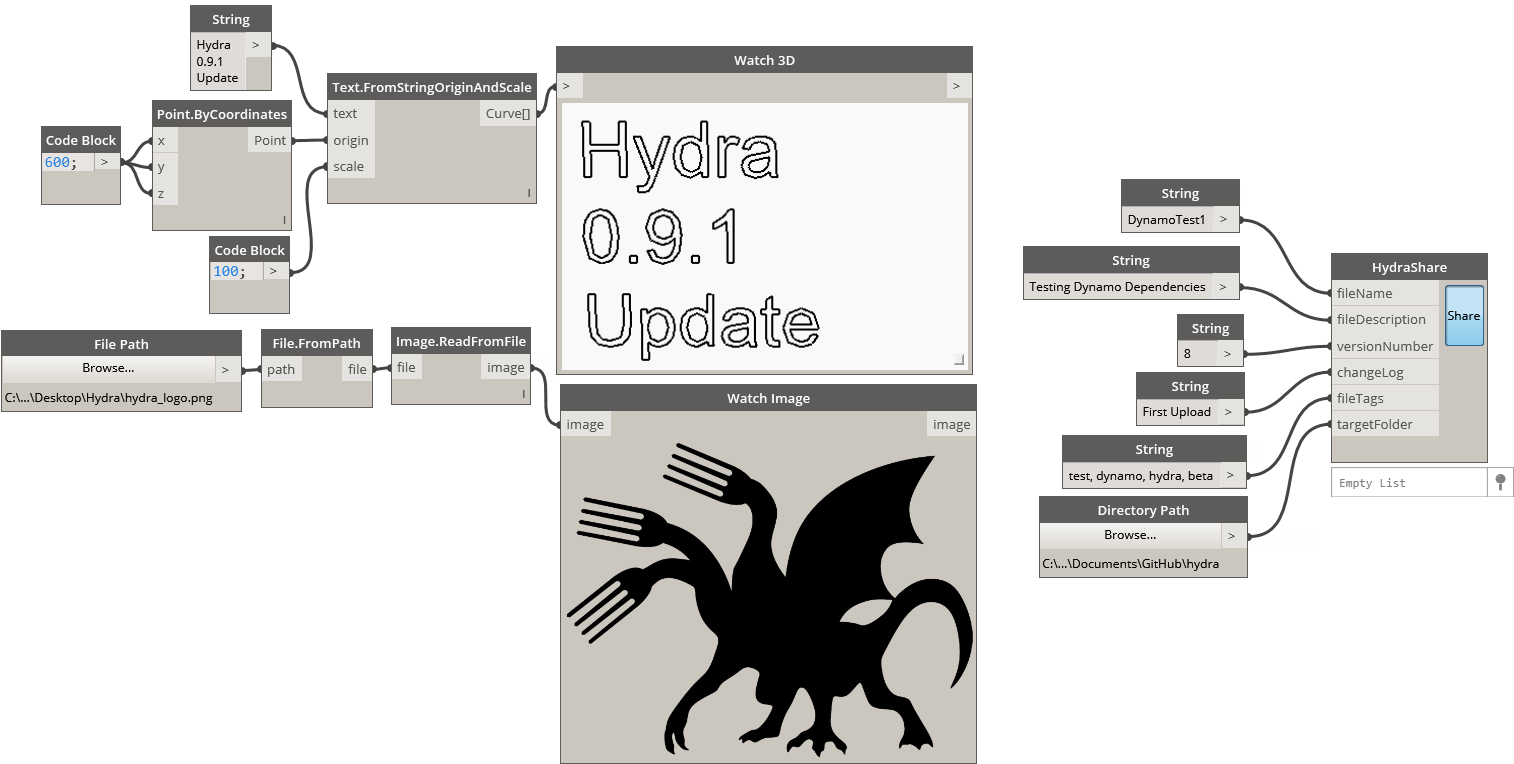 String
Hydra >
0.9.1
Update
Code Block
600; >
Point.ByCoordinates
x Point
y
z
l
Code Block
100; >
Text.FromStringOriginAndScale
text Curve[]
origin
scale
l
Watch 3D
> >
Hydra
0.9.1
Update
File Path
Browse... >
C:\...\Desktop\Hydra\hydra_logo.png
File.FromPath
path file
Image.ReadFromFile
file image
l
Watch Image
image image
String
DynamoTest1 >
String
Testing Dynamo Dependencies >
String
8 >
String
First Upload >
String
test, dynamo, hydra, beta >
Directory Path
Browse... >
C:\...\Documents\GitHub\hydra
HydraShare
fileName
fileDescription
versionNumber
changeLog
fileTags
targetFolder
Share
Empty List